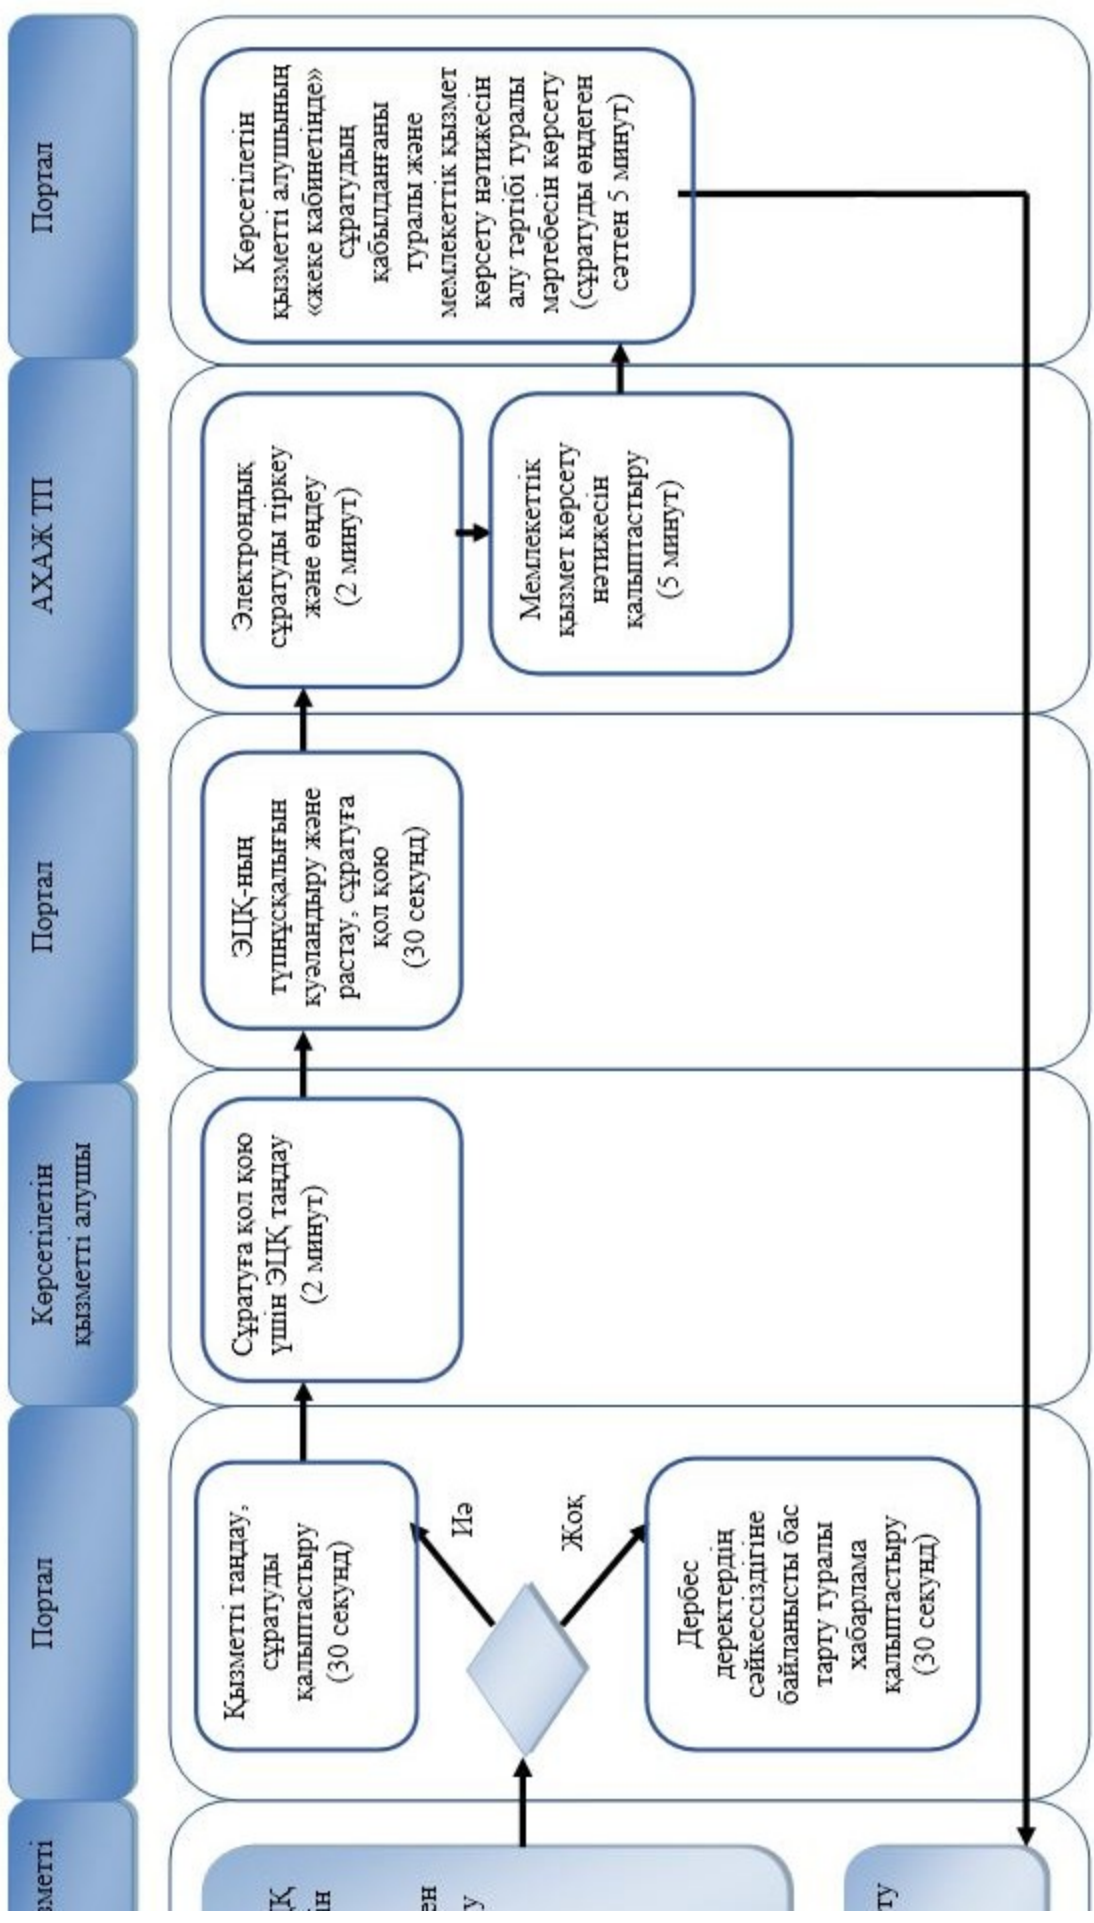 Портал
Қызметті таңдау,
сұратуды
қалыптастыру
(30 секунд)
Иә
Жоқ
Дербес
деректердің
сәйкессіздігіне
байланысты бас
тарту туралы
хабарлама
қалыптастыру
(30 секунд)
Көрсетілетін
қызметті алушы
Сұратуға қол қою
үшін ЭЦҚ таңдау
(2 минут)
Портал
ЭЦҚ-ның
түпнұсқалығын
куәландыру және
растау, сұратуға
қол қою
(30 секунд)
АХАЖ ТП
Электрондық
сұратуды тіркеу
және өңдеу
(2 минут)
Мемлекеттік
қызмет көрсету
нәтижесін
қалыптастыру
(5 минут)
Портал
Көрсетілетін
қызметті алушының
«жеке кабинетінде»
сұратудың
қабылданғаны
туралы және
мемлекеттік қызмет
көрсету нәтижесін
алу тәртібі туралы
мәртебесін көрсету
(сұратуды өңдеген
сәттен 5 минут)